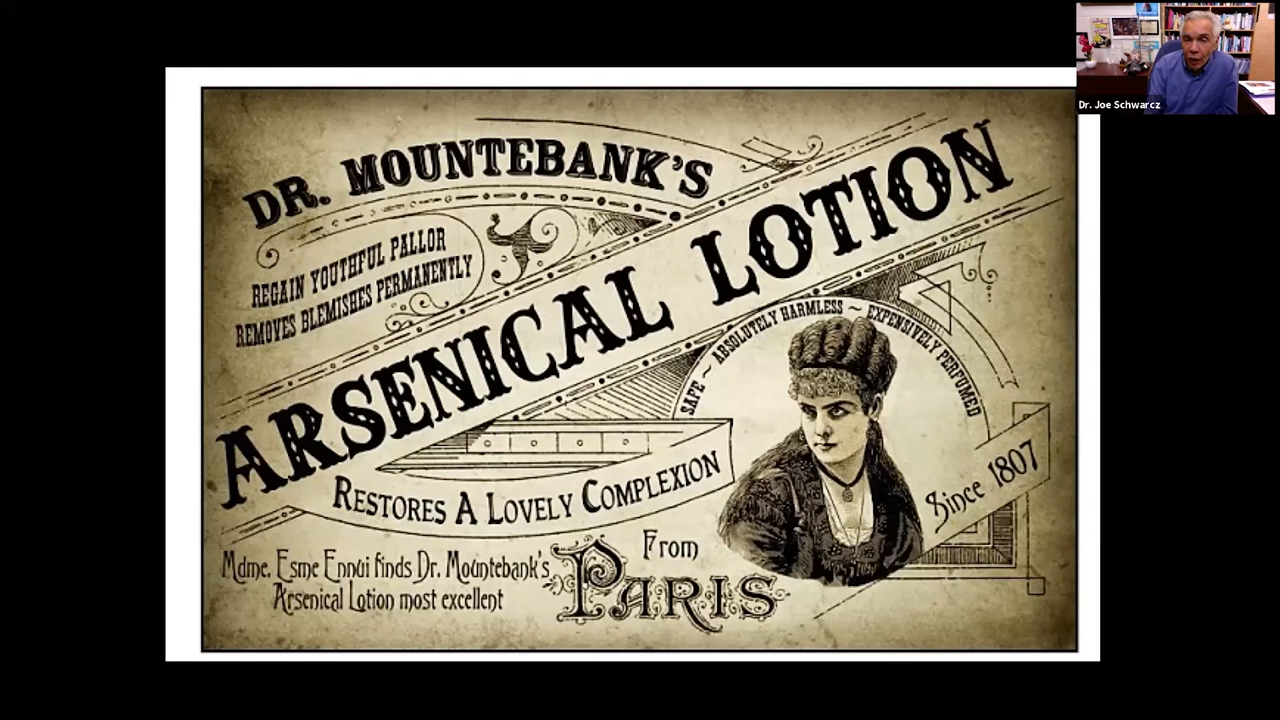 Dr. Joe Schwarcz
DR. MOUNTEBANK'S
REGAIN YOUTHFUL PALLOR
REMOVES BLEMISHES PERMANENTLY
ARSENICAL LOTION
SAFE ~ ABSOLUTELY HARMLESS ~ EXPENSIVELY PERFUMED
RESTORES A LOVELY COMPLEXION
Since 1807
Mdme. Esme Ennui finds Dr. Mountebank's
Arsenical Lotion most excellent
From
PARIS